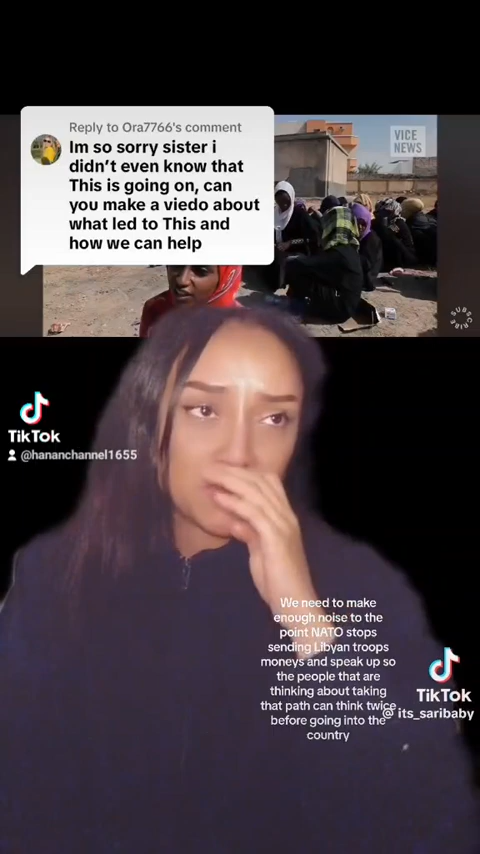 Reply to Ora7766's comment
Im so sorry sister i
didn't even know that
This is going on, can
you make a viedo about
what led to This and
how we can help
VICE
NEWS
SUBSCRIBE
TikTok
@hananchannel1655
We need to make
enough noise to the
point NATO stops
sending Libyan troops
moneys and speak up so
the people that are
thinking about taking
that path can think twice
before going into the
country
TikTok
@its_saribaby